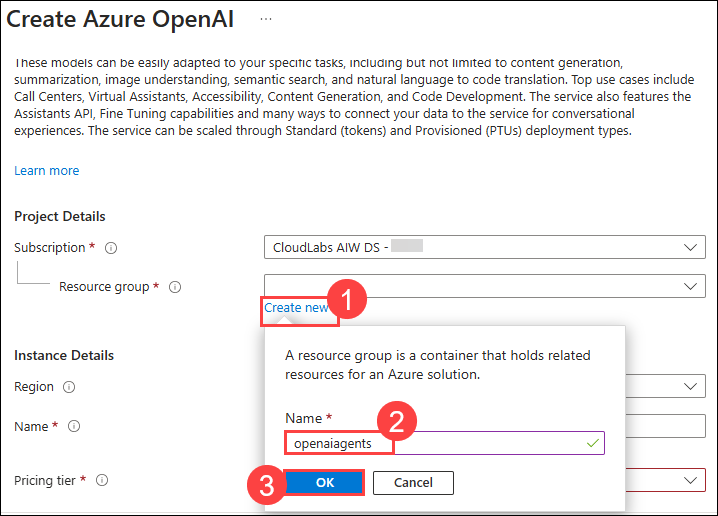 Create Azure OpenAI ...
These models can be easily adapted to your specific tasks, including but not limited to content generation,
summarization, image understanding, semantic search, and natural language to code translation. Top use cases include
Call Centers, Virtual Assistants, Accessibility, Content Generation, and Code Development. The service also features the
Assistants API, Fine Tuning capabilities and many ways to connect your data to the service for conversational
experiences. The service can be scaled through Standard (tokens) and Provisioned (PTUs) deployment types.
Learn more
Project Details
Subscription *
CloudLabs AIW DS -
Resource group *
Create new
1
A resource group is a container that holds related
resources for an Azure solution.
Name *
2
openaiagents
3
OK
Cancel
Instance Details
Region
Name *
Pricing tier *